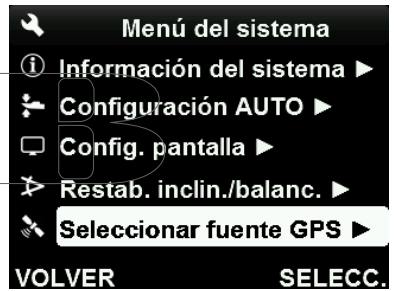 Menú del sistema
Información del sistema ▶
Configuración AUTO ▶
Config. pantalla ▶
Restab. inclin./balanc. ▶
Seleccionar fuente GPS ▶
VOLVER SELECC.